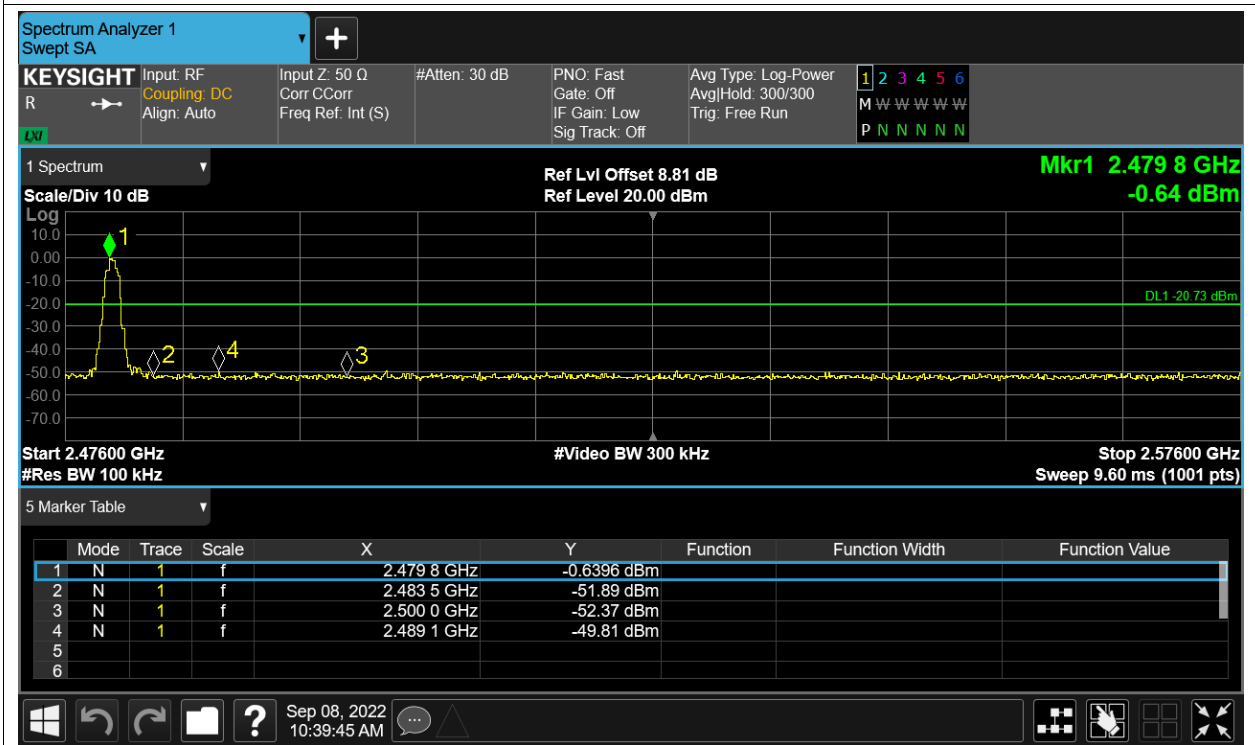 Spectrum Analyzer 1
Swept SA
KEYSIGHT
R
LXI
Input: RF
Coupling: DC
Align: Auto
Input Z: 50 Ω
Corr CCorr
Freq Ref: Int (S)
#Atten: 30 dB
PNO: Fast
Gate: Off
IF Gain: Low
Sig Track: Off
Avg Type: Log-Power
Avg|Hold: 300/300
Trig: Free Run
1 2 3 4 5 6
M W W W W W
P N N N N N
1 Spectrum
Scale/Div 10 dB
Ref Lvl Offset 8.81 dB
Ref Level 20.00 dBm
Mkr1 2.479 8 GHz
-0.64 dBm
Log
10.0
0.00
-10.0
-20.0
-30.0
-40.0
-50.0
-60.0
-70.0
1
2
4
3
DL1 -20.73 dBm
Start 2.47600 GHz
#Res BW 100 kHz
#Video BW 300 kHz
Stop 2.57600 GHz
Sweep 9.60 ms (1001 pts)
5 Marker Table
Mode Trace Scale X Y Function Function Width Function Value
1 N 1 f 2.479 8 GHz -0.6396 dBm
2 N 1 f 2.483 5 GHz -51.89 dBm
3 N 1 f 2.500 0 GHz -52.37 dBm
4 N 1 f 2.489 1 GHz -49.81 dBm
5
6
?
Sep 08, 2022
10:39:45 AM